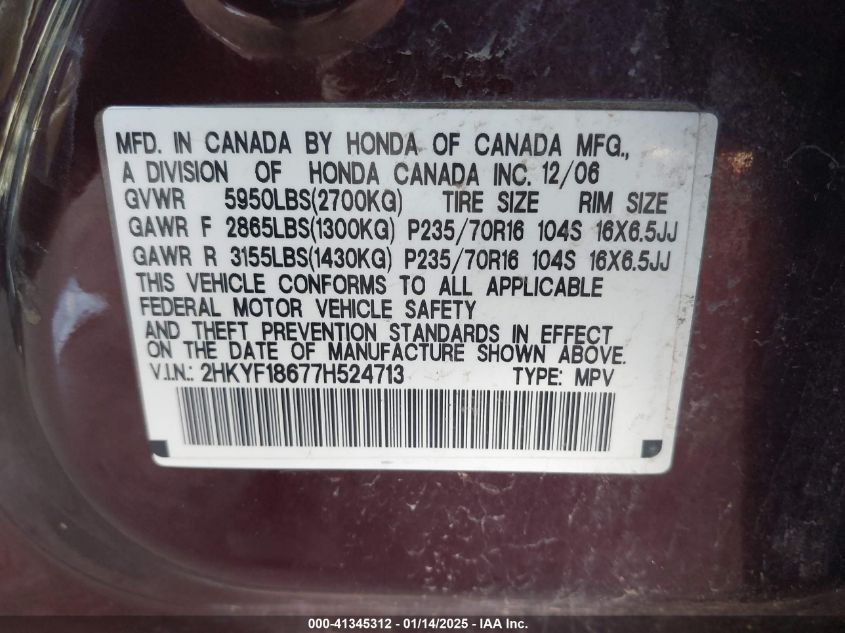 MFD. IN CANADA BY HONDA OF CANADA MFG.,
A DIVISION OF HONDA CANADA INC. 12/06
GVWR 5950LBS(2700KG) TIRE SIZE RIM SIZE
GAWR F 2865LBS(1300KG) P235/70R16 104S 16X6.5JJ
GAWR R 3155LBS(1430KG) P235/70R16 104S 16X6.5JJ
THIS VEHICLE CONFORMS TO ALL APPLICABLE
FEDERAL MOTOR VEHICLE SAFETY
AND THEFT PREVENTION STANDARDS IN EFFECT
ON THE DATE OF MANUFACTURE SHOWN ABOVE.
V.I.N.: 2HKYF18677H524713 TYPE: MPV
000-41345312 | 01/14/2025 - STK - IAA, Inc.